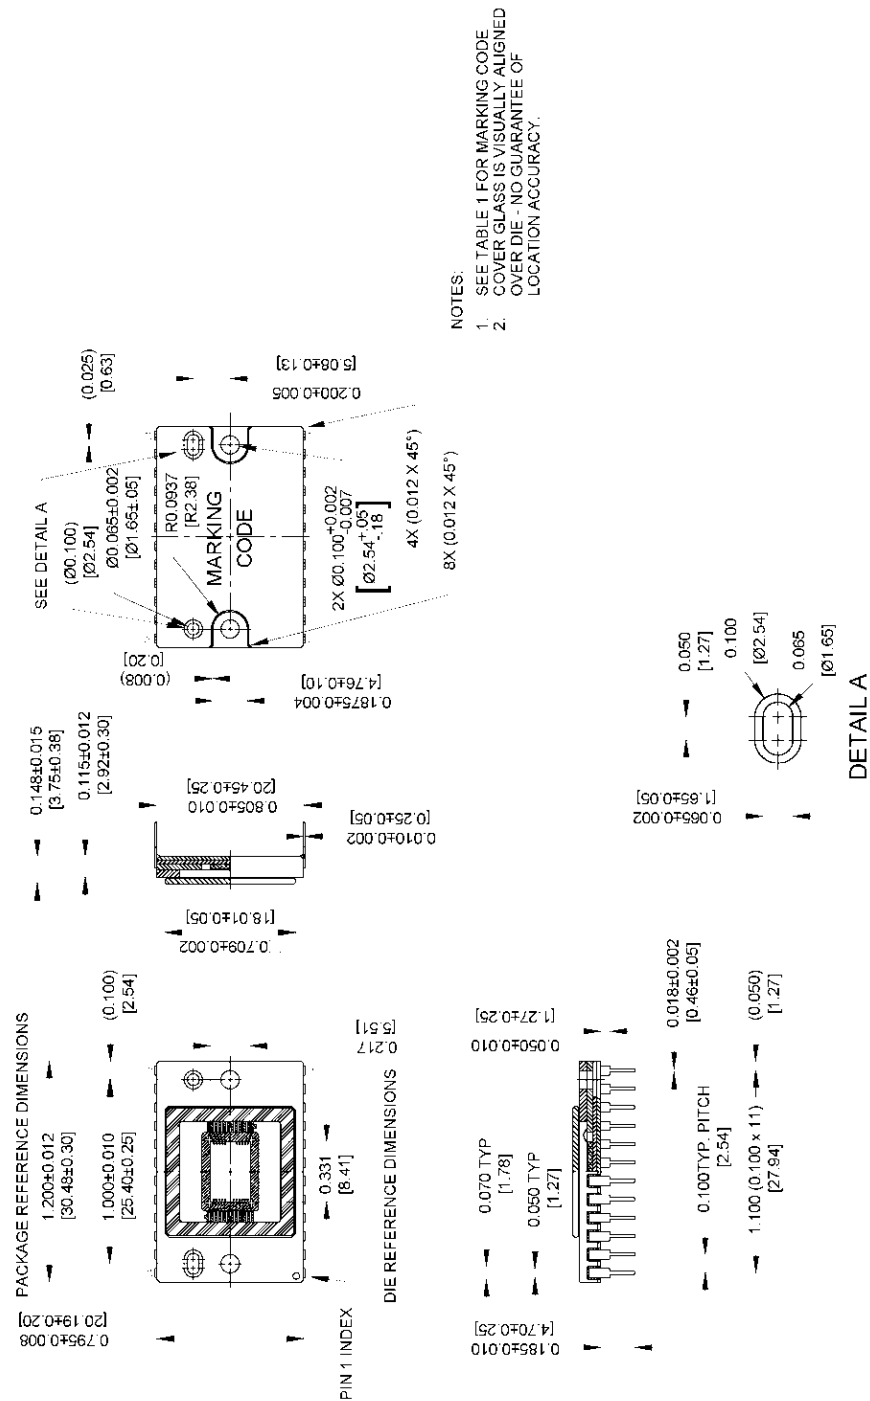 PACKAGE REFERENCE DIMENSIONS
1.200±0.012
[30.48±0.30]
1.000±0.010
[25.40±0.25]
(0.100)
[2.54]
0.795±0.008
[20.19±0.20]
0.217
[5.51]
0.331
[8.41]
PIN 1 INDEX
DIE REFERENCE DIMENSIONS
0.148±0.015
[3.75±0.38]
0.115±0.012
[2.92±0.30]
0.805±0.010
[20.45±0.25]
0.010±0.002
[0.25±0.05]
0.709±0.002
[18.01±0.05]
SEE DETAIL A
(Ø0.100)
[Ø2.54]
Ø0.065±0.002
[Ø1.65±.05]
R0.0937
[R2.38]
(0.025)
[0.63]
MARKING
CODE
(0.008)
[0.20]
0.1875±0.004
[4.76±0.10]
0.200±0.005
[5.08±0.13]
2X Ø0.100+0.002
-0.007
[Ø2.54+.05
-.18]
4X (0.012 X 45°)
8X (0.012 X 45°)
NOTES:
1. SEE TABLE 1 FOR MARKING CODE
2. COVER GLASS IS VISUALLY ALIGNED
OVER DIE - NO GUARANTEE OF
LOCATION ACCURACY.
0.070 TYP
[1.78]
0.050 TYP
[1.27]
0.185±0.010
[4.70±0.25]
0.050±0.010
[1.27±0.25]
0.018±0.002
[0.46±0.05]
0.100TYP. PITCH
[2.54]
1.100 (0.100 x 11)
[27.94]
(0.050)
[1.27]
0.065±0.002
[1.65±0.05]
0.050
[1.27]
0.100
[Ø2.54]
0.065
[Ø1.65]
DETAIL A